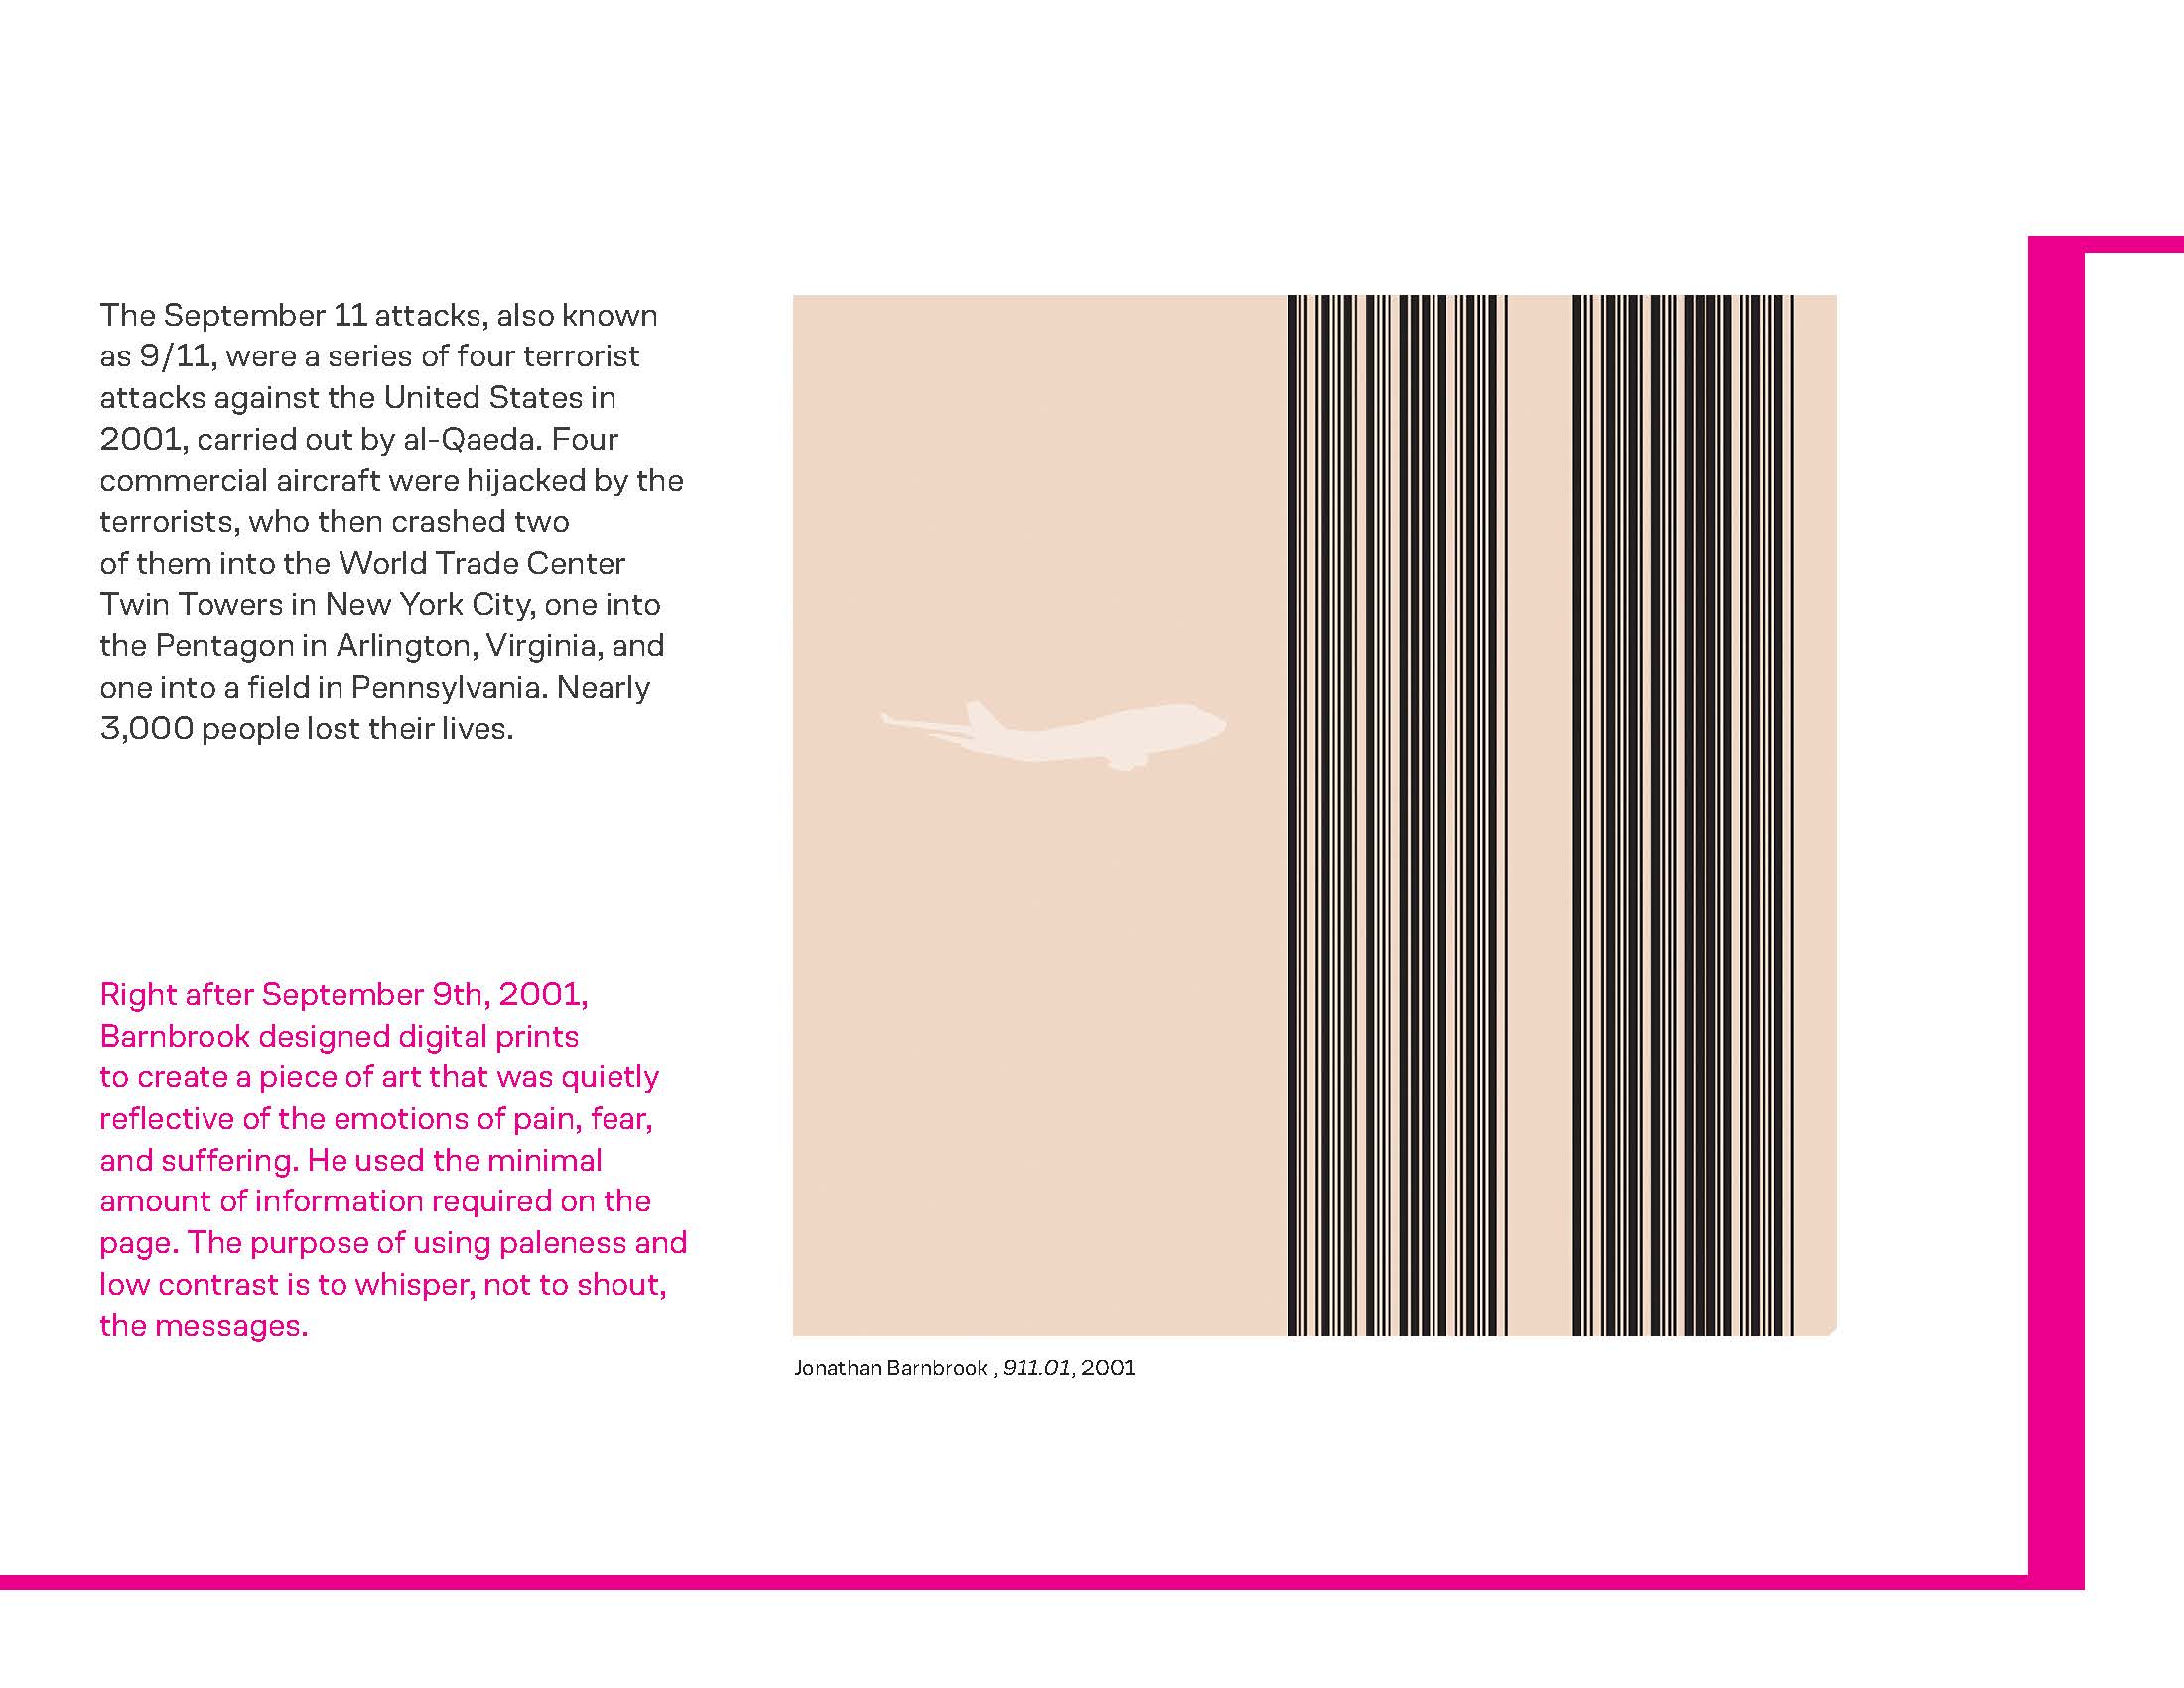 The September 11 attacks, also known
as 9/11, were a series of four terrorist
attacks against the United States in
2001, carried out by al-Qaeda. Four
commercial aircraft were hijacked by the
terrorists, who then crashed two
of them into the World Trade Center
Twin Towers in New York City, one into
the Pentagon in Arlington, Virginia, and
one into a field in Pennsylvania. Nearly
3,000 people lost their lives.
Right after September 9th, 2001,
Barnbrook designed digital prints
to create a piece of art that was quietly
reflective of the emotions of pain, fear,
and suffering. He used the minimal
amount of information required on the
page. The purpose of using paleness and
low contrast is to whisper, not to shout,
the messages.
Jonathan Barnbrook , 911.01, 2001